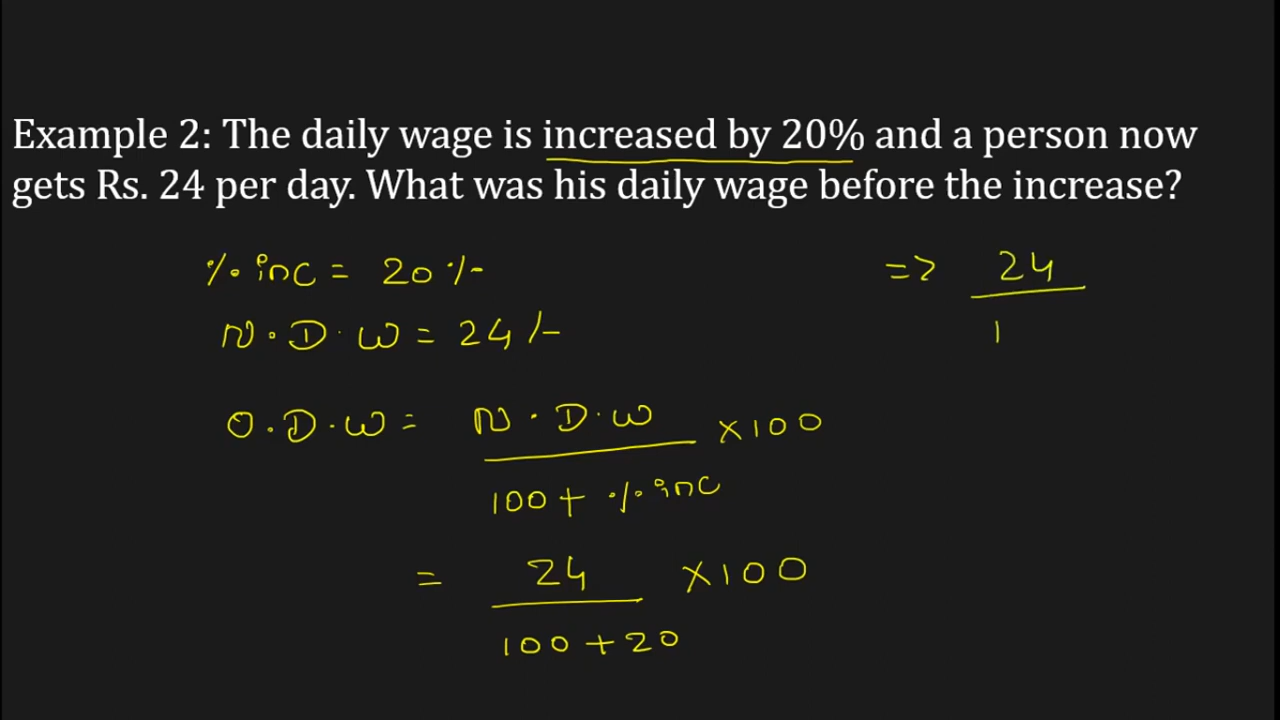 Example 2: The daily wage is increased by 20% and a person now
gets Rs. 24 per day. What was his daily wage before the increase?
%. inc = 20 %
N.D.W = 24/-
O.D.W = N.D.W / 100 + % inc × 100
= 24 / 100 + 20 × 100
=> 24 / 1